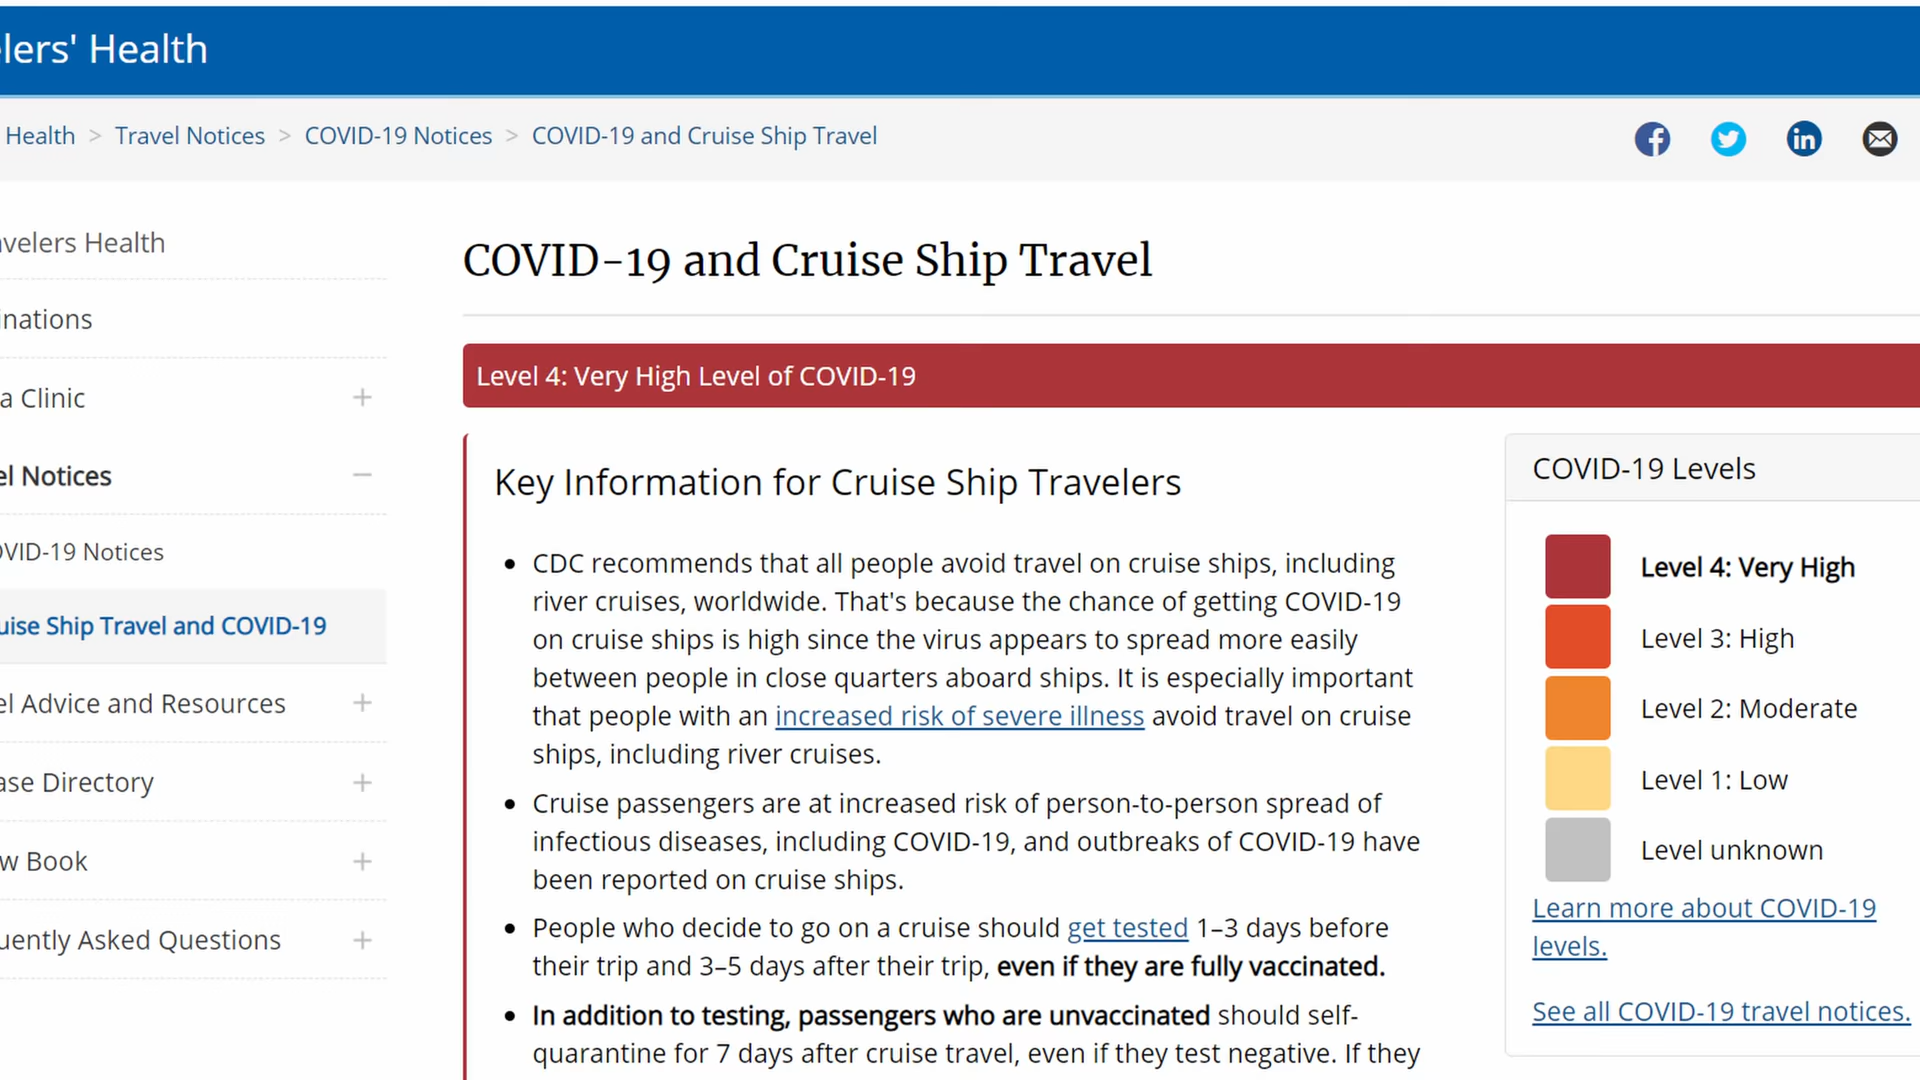 elers' Health
Health > Travel Notices > COVID-19 Notices > COVID-19 and Cruise Ship Travel
avelers Health
inations
a Clinic
el Notices
OVID-19 Notices
uise Ship Travel and COVID-19
el Advice and Resources
ase Directory
w Book
uently Asked Questions
COVID-19 and Cruise Ship Travel
Level 4: Very High Level of COVID-19
Key Information for Cruise Ship Travelers
• CDC recommends that all people avoid travel on cruise ships, including
river cruises, worldwide. That's because the chance of getting COVID-19
on cruise ships is high since the virus appears to spread more easily
between people in close quarters aboard ships. It is especially important
that people with an increased risk of severe illness avoid travel on cruise
ships, including river cruises.
• Cruise passengers are at increased risk of person-to-person spread of
infectious diseases, including COVID-19, and outbreaks of COVID-19 have
been reported on cruise ships.
• People who decide to go on a cruise should get tested 1–3 days before
their trip and 3–5 days after their trip, even if they are fully vaccinated.
• In addition to testing, passengers who are unvaccinated should self-
quarantine for 7 days after cruise travel, even if they test negative. If they
COVID-19 Levels
Level 4: Very High
Level 3: High
Level 2: Moderate
Level 1: Low
Level unknown
Learn more about COVID-19
levels.
See all COVID-19 travel notices.